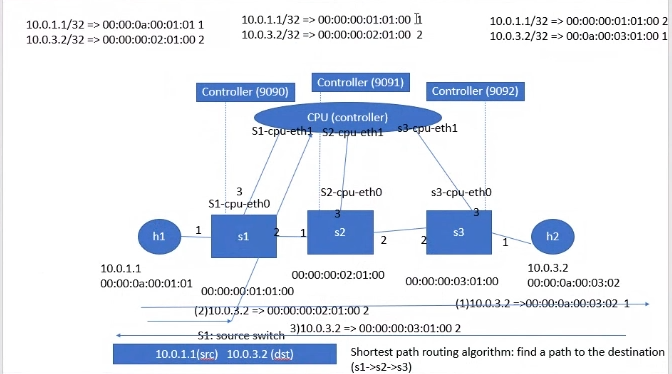 10.0.1.1/32 => 00:00:0a:00:01:01 1
10.0.3.2/32 => 00:00:00:02:01:00 2
10.0.1.1/32 => 00:00:00:01:01:00 1
10.0.3.2/32 => 00:00:00:02:01:00 2
10.0.1.1/32 => 00:00:00:01:01:00 2
10.0.3.2/32 => 00:0a:00:03:01:00 1
Controller (9090)
Controller (9091)
Controller (9092)
CPU (controller)
S1-cpu-eth1
S2-cpu-eth1
s3-cpu-eth1
3
S1-cpu-eth0
S2-cpu-eth0
3
s3-cpu-eth0
3
h1
1
s1
2
1
s2
2
2
s3
1
h2
10.0.1.1
00:00:0a:00:01:01
00:00:00:01:01:00
00:00:00:02:01:00
00:00:00:03:01:00
10.0.3.2
00:00:0a:00:03:02
(1)10.0.3.2 =>00:00:0a:00:03:02 1
(2)10.0.3.2 => 00:00:00:02:01:00 2
3)10.0.3.2 => 00:00:00:03:01:00 2
S1: source switch
10.0.1.1(src) 10.0.3.2 (dst)
Shortest path routing algorithm: find a path to the destination
(s1->s2->s3)